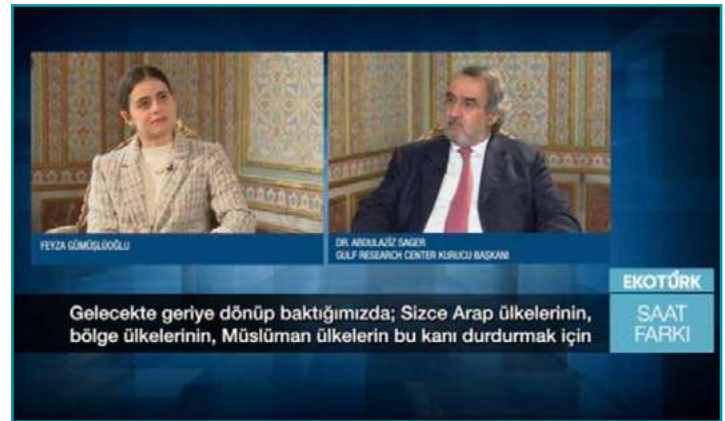 FEYZA GÜMÜŞLÜOĞLU
DR. ABDULAZİZ SAGER
GULF RESEARCH CENTER KURUCU BAŞKANI
EKOTÜRK
Gelecekte geriye dönüp baktığımızda; Sizce Arap ülkelerinin,
bölge ülkelerinin, Müslüman ülkelerin bu kanı durdurmak için
SAAT
FARKI